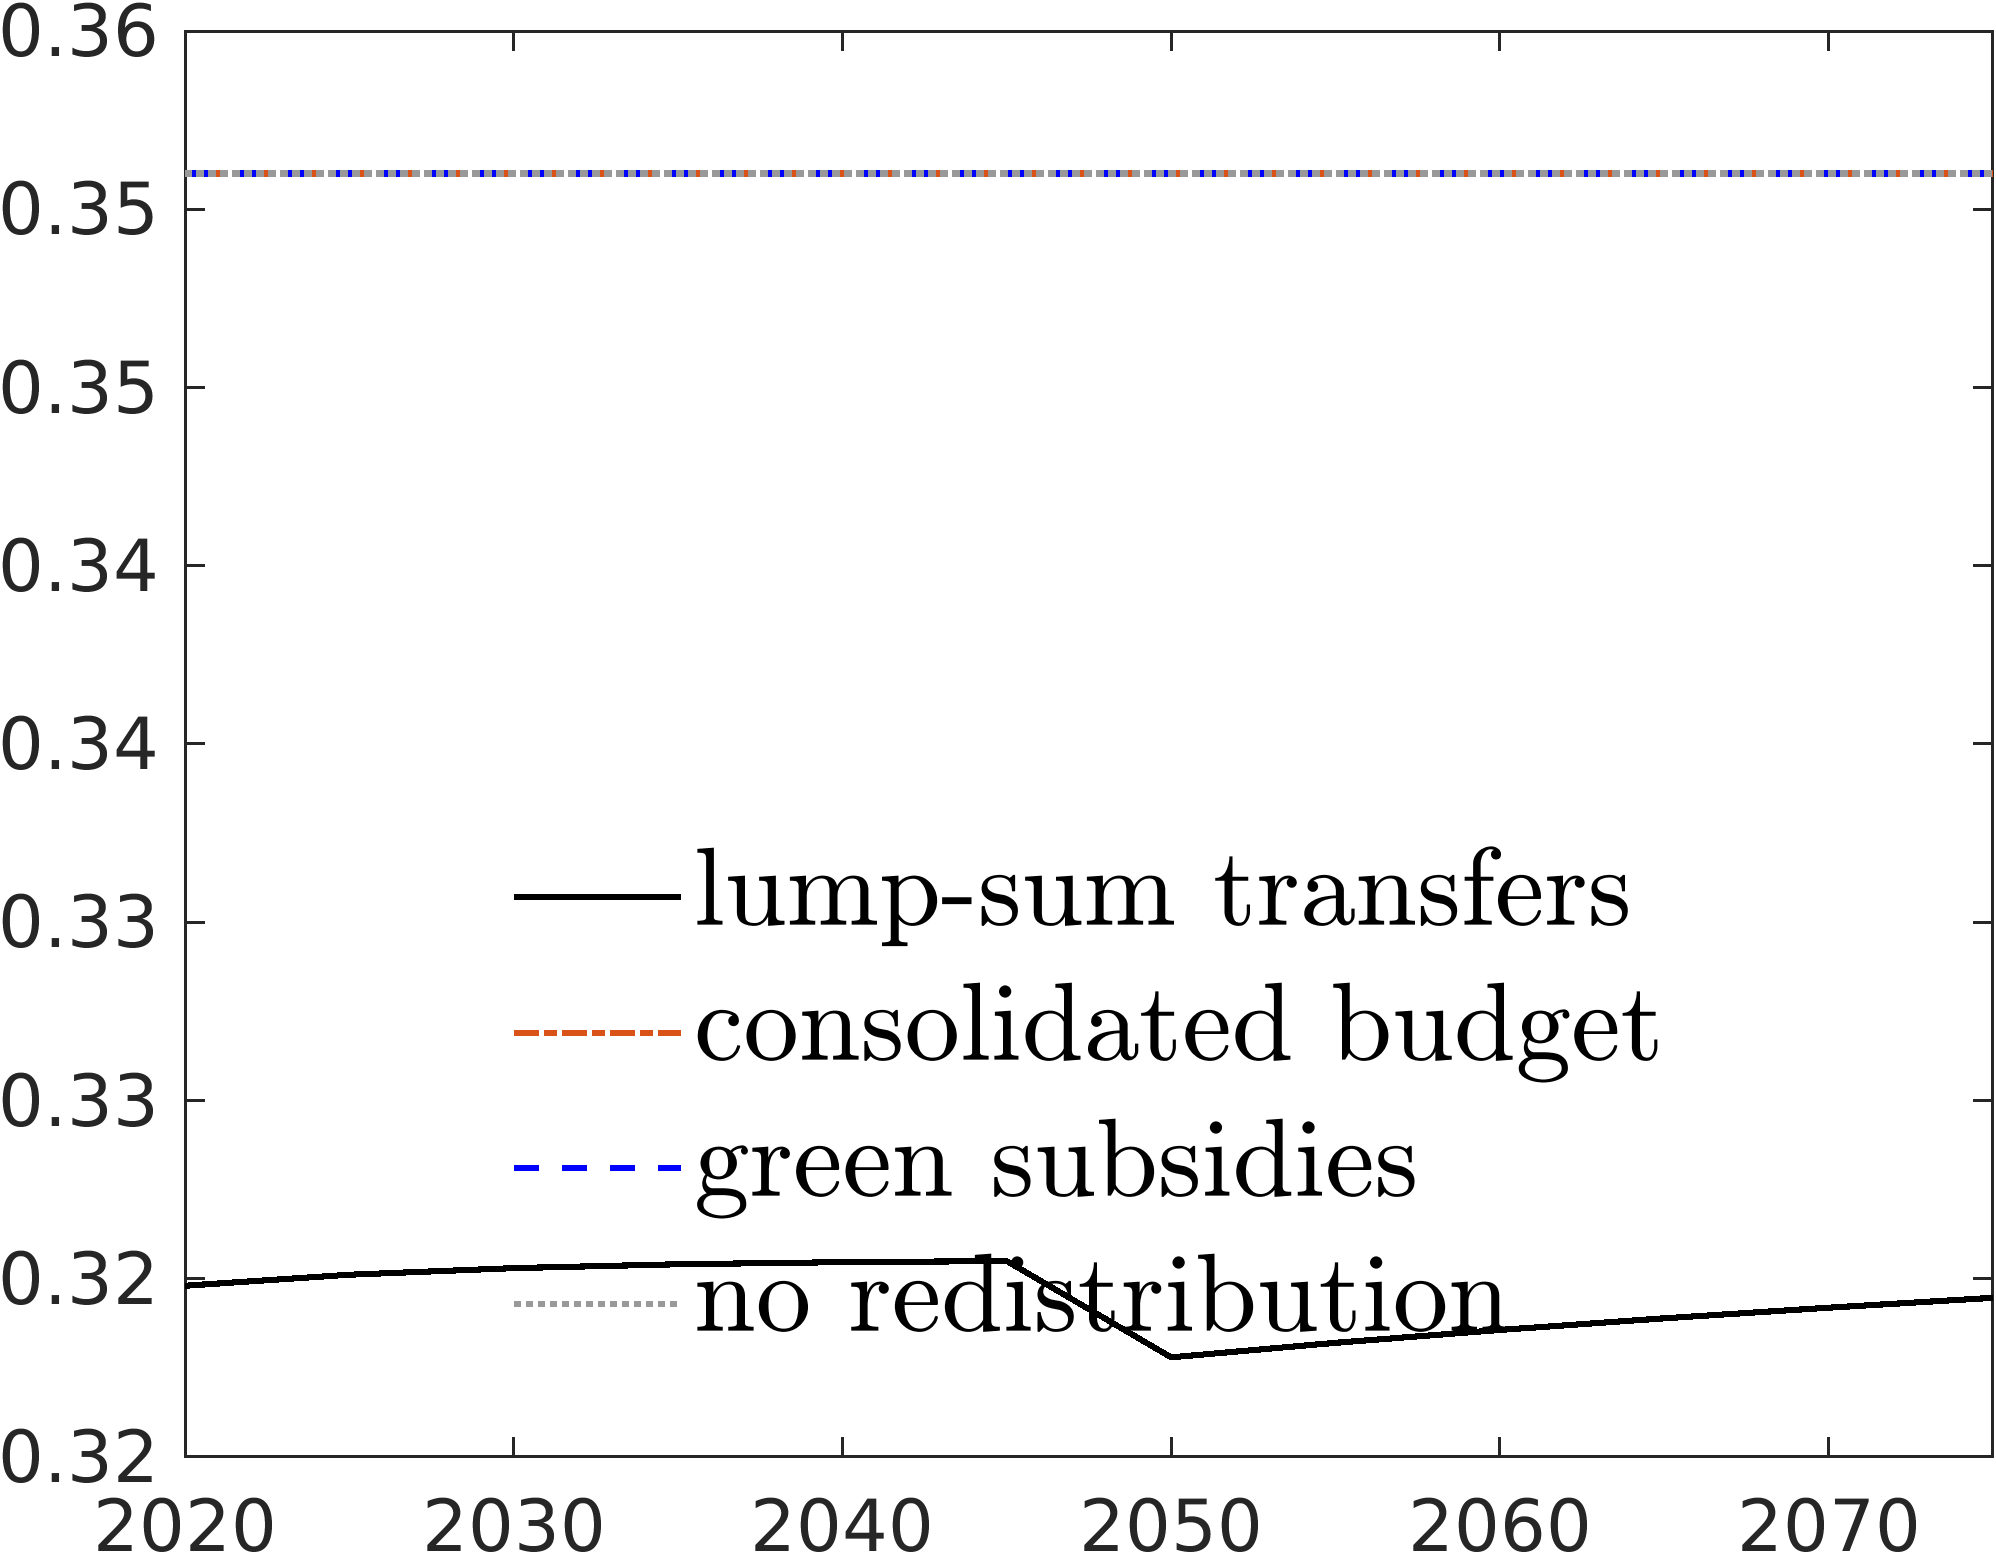 0.36
0.35
0.35
0.34
0.34
0.33
0.33
0.32
0.32
lump-sum transfers
consolidated budget
green subsidies
no redistribution
2020 2030 2040 2050 2060 2070